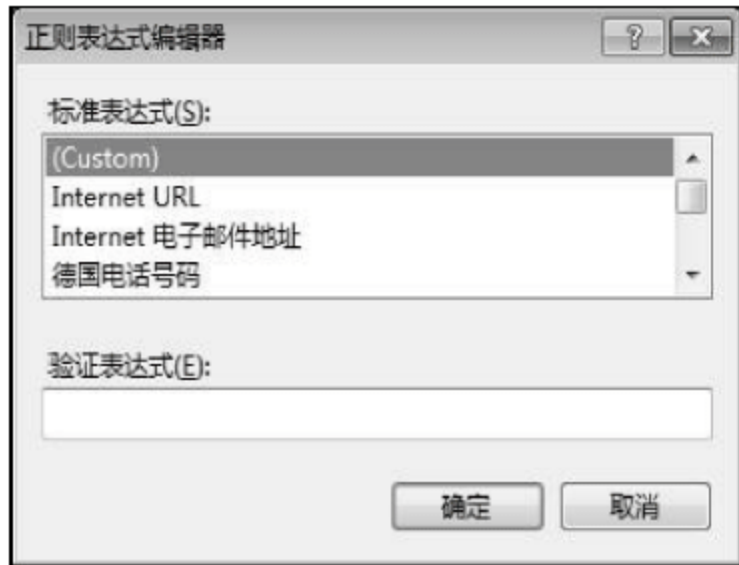 正则表达式编辑器
标准表达式(S):
(Custom)
Internet URL
Internet 电子邮件地址
德国电话号码
验证表达式(E):
确定 取消